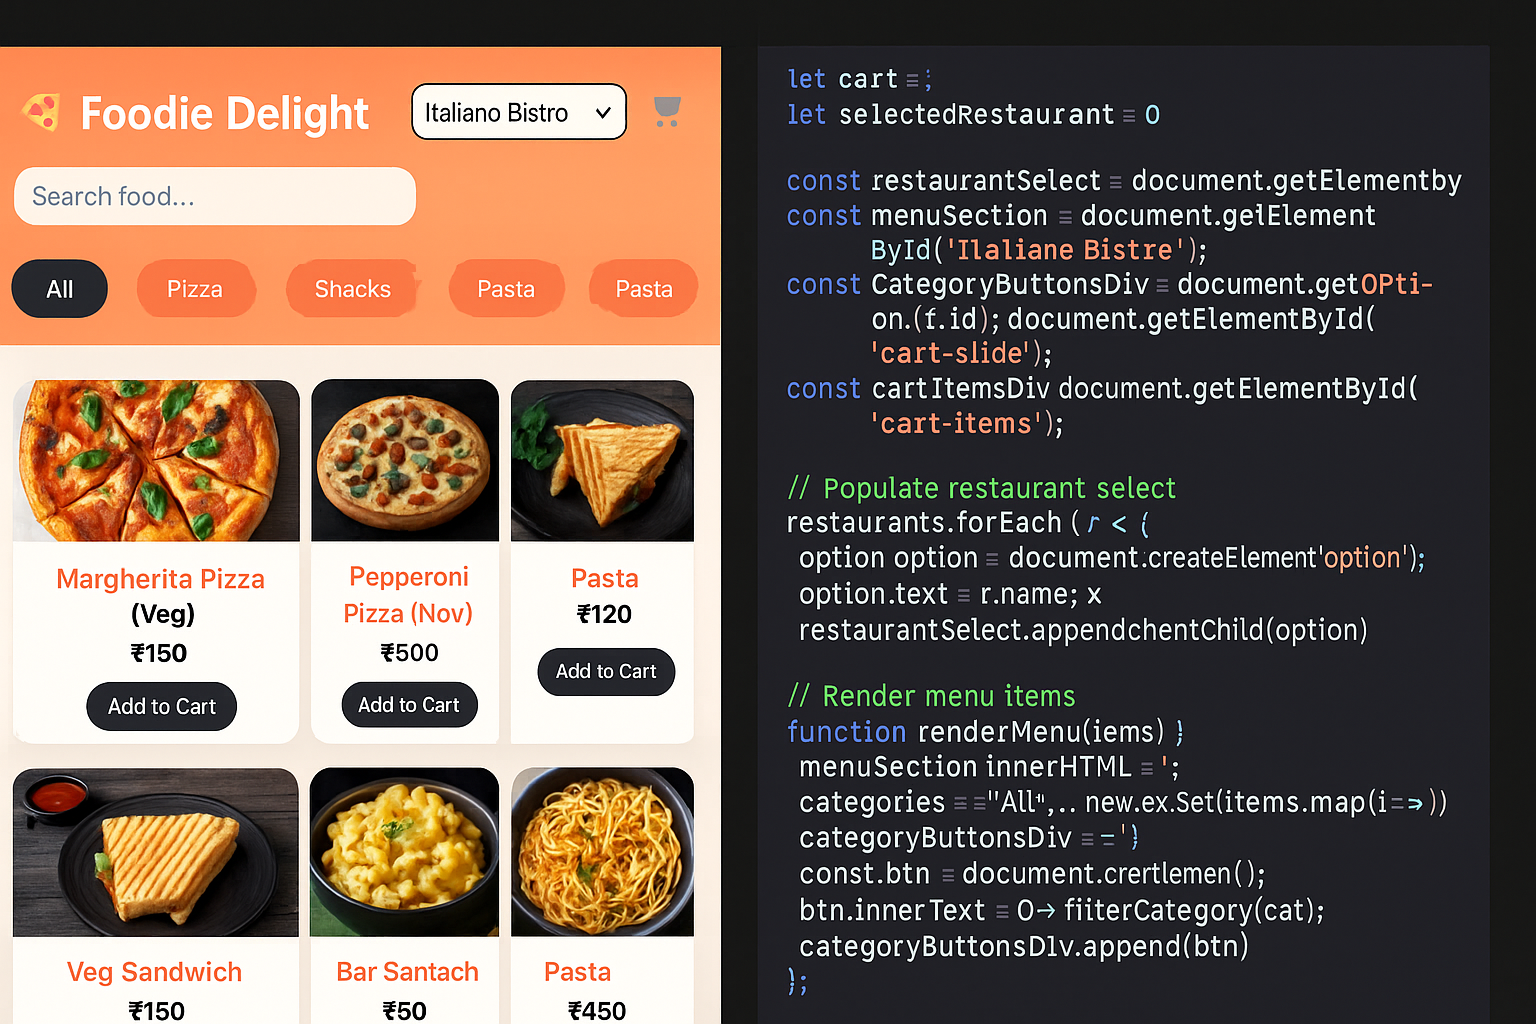 Foodie Delight
Italiano Bistro
Search food...
All
Pizza
Shacks
Pasta
Pasta
Margherita Pizza
(Veg)
₹150
Add to Cart
Pepperoni
Pizza (Nov)
₹500
Add to Cart
Pasta
₹120
Add to Cart
Veg Sandwich
₹150
Bar Santach
₹50
Pasta
₹450
let cart ≡ ;
let selectedRestaurant ≡ 0
const restaurantSelect ≡ document.getElementby
const menuSection ≡ document.gelElement
ById('Ilaliane Bistre');
const CategoryButtonsDiv ≡ document.getOPti-
on.(f.id); document.getElementById(
'cart-slide');
const cartItemsDiv document.getElementById(
'cart-items');
// Populate restaurant select
restaurants.forEach ( r < {
option option ≡ document.createElement'option');
option.text ≡ r.name; x
restaurantSelect.appendchentChild(option)
// Render menu items
function renderMenu(iems) }
menuSection innerHTML ≡ ';
categories ≡ ≡"All",.. new.ex.Set(items.map(i=⇒))
categoryButtonsDiv ≡ –'}
const.btn ≡ document.crertlemen();
btn.inner Text ≡ 0→ fiiterCategory(cat);
categoryButtonsD1v.append(btn)
};